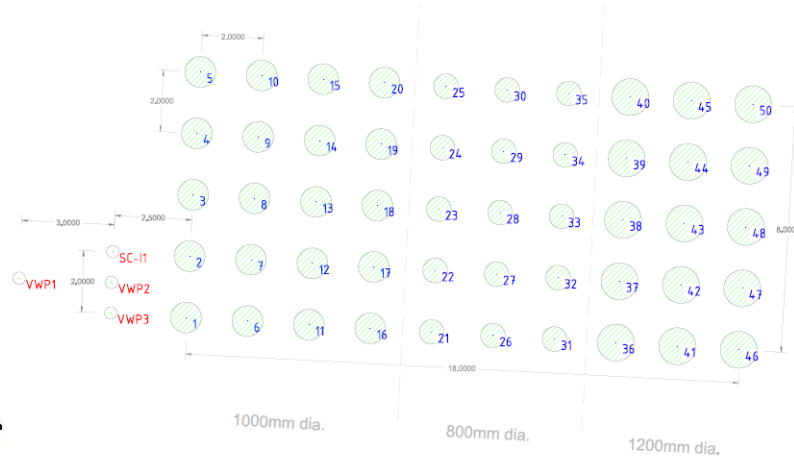 2.0000
5 10 15 20 25 30 35 40 45 50
2.0000
4 9 14 19 24 29 34 39 44 49
3 8 13 18 23 28 33 38 43 48
3.0000 2.5000 8.0000
SC-I1 2 7 12 17 22 27 32 37 42 47
VWP1 2.0000 VWP2
VWP3 1 6 11 16 21 26 31 36 41 46
18.0000
1000mm dia. 800mm dia. 1200mm dia.